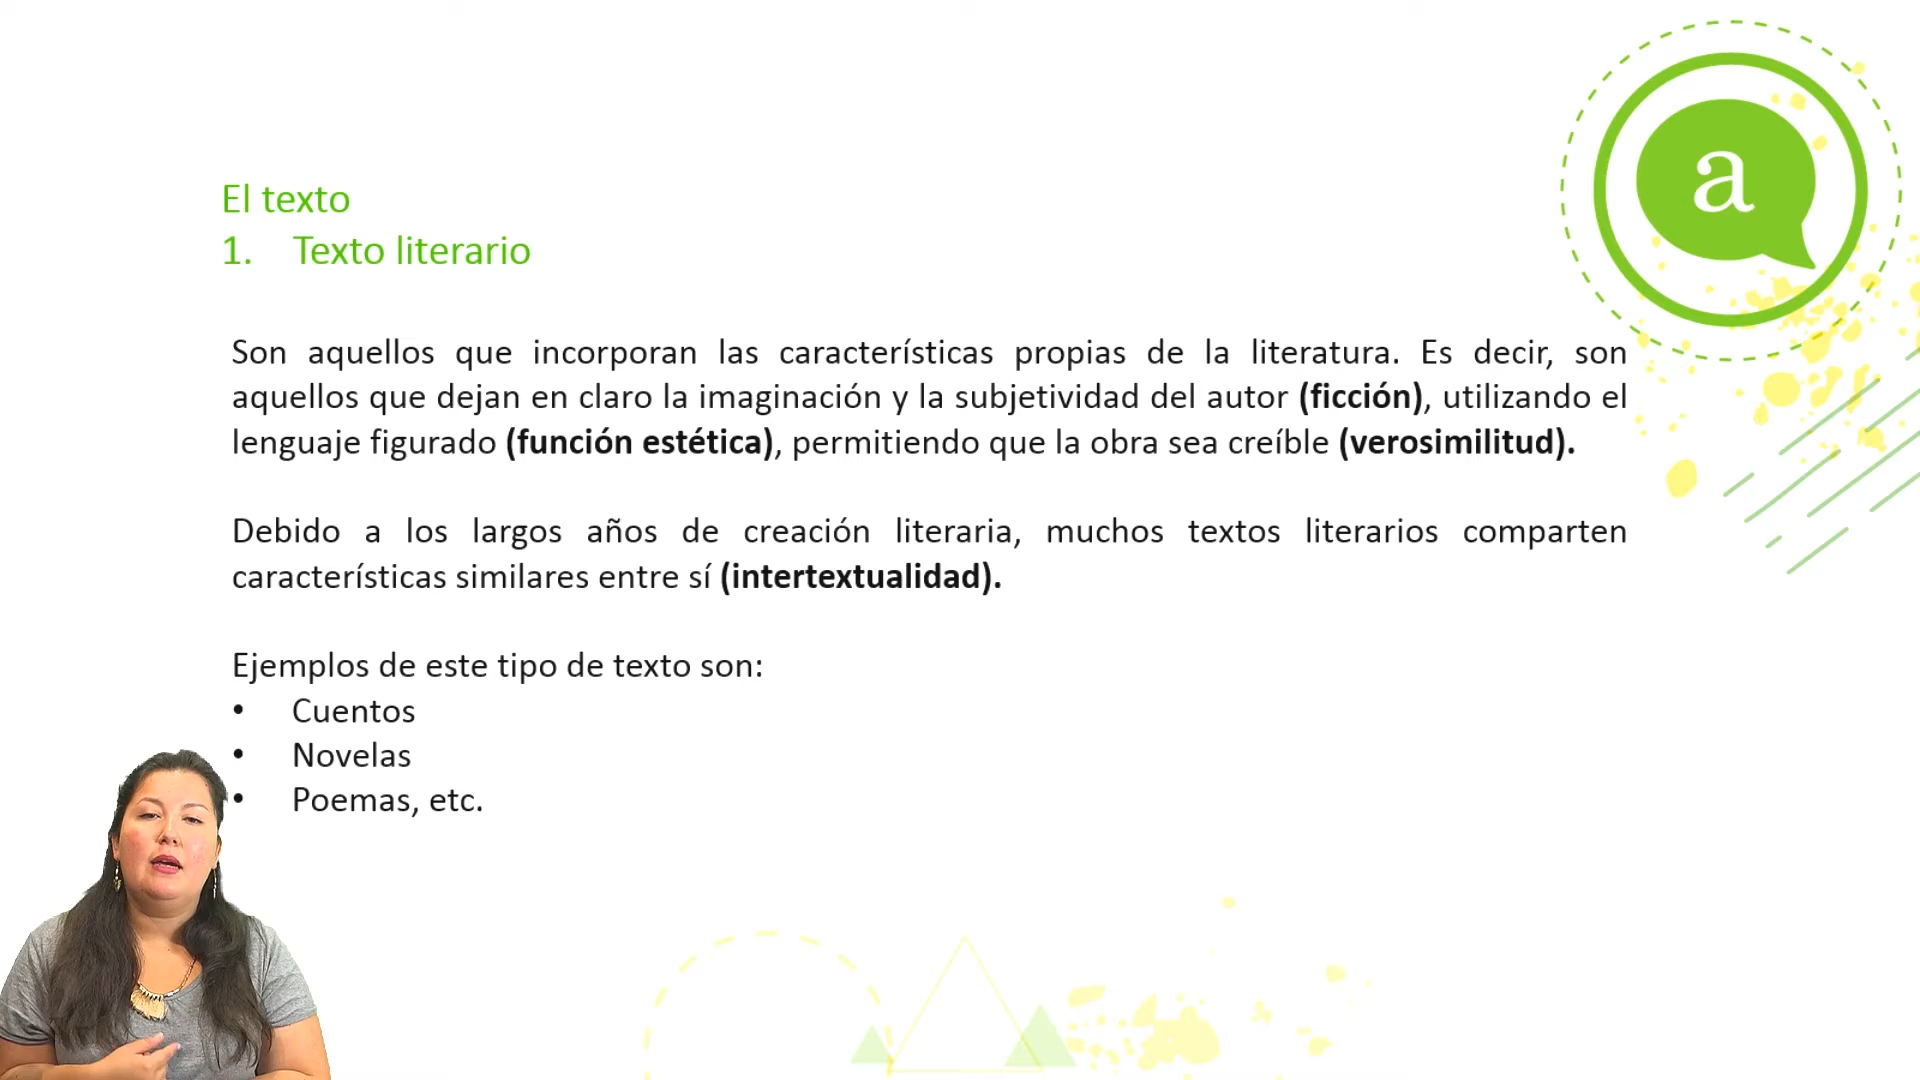 a
El texto
1. Texto literario
Son aquellos que incorporan las características propias de la literatura. Es decir, son
aquellos que dejan en claro la imaginación y la subjetividad del autor (ficción), utilizando el
lenguaje figurado (función estética), permitiendo que la obra sea creíble (verosimilitud).
Debido a los largos años de creación literaria, muchos textos literarios comparten
características similares entre sí (intertextualidad).
Ejemplos de este tipo de texto son:
• Cuentos
• Novelas
• Poemas, etc.